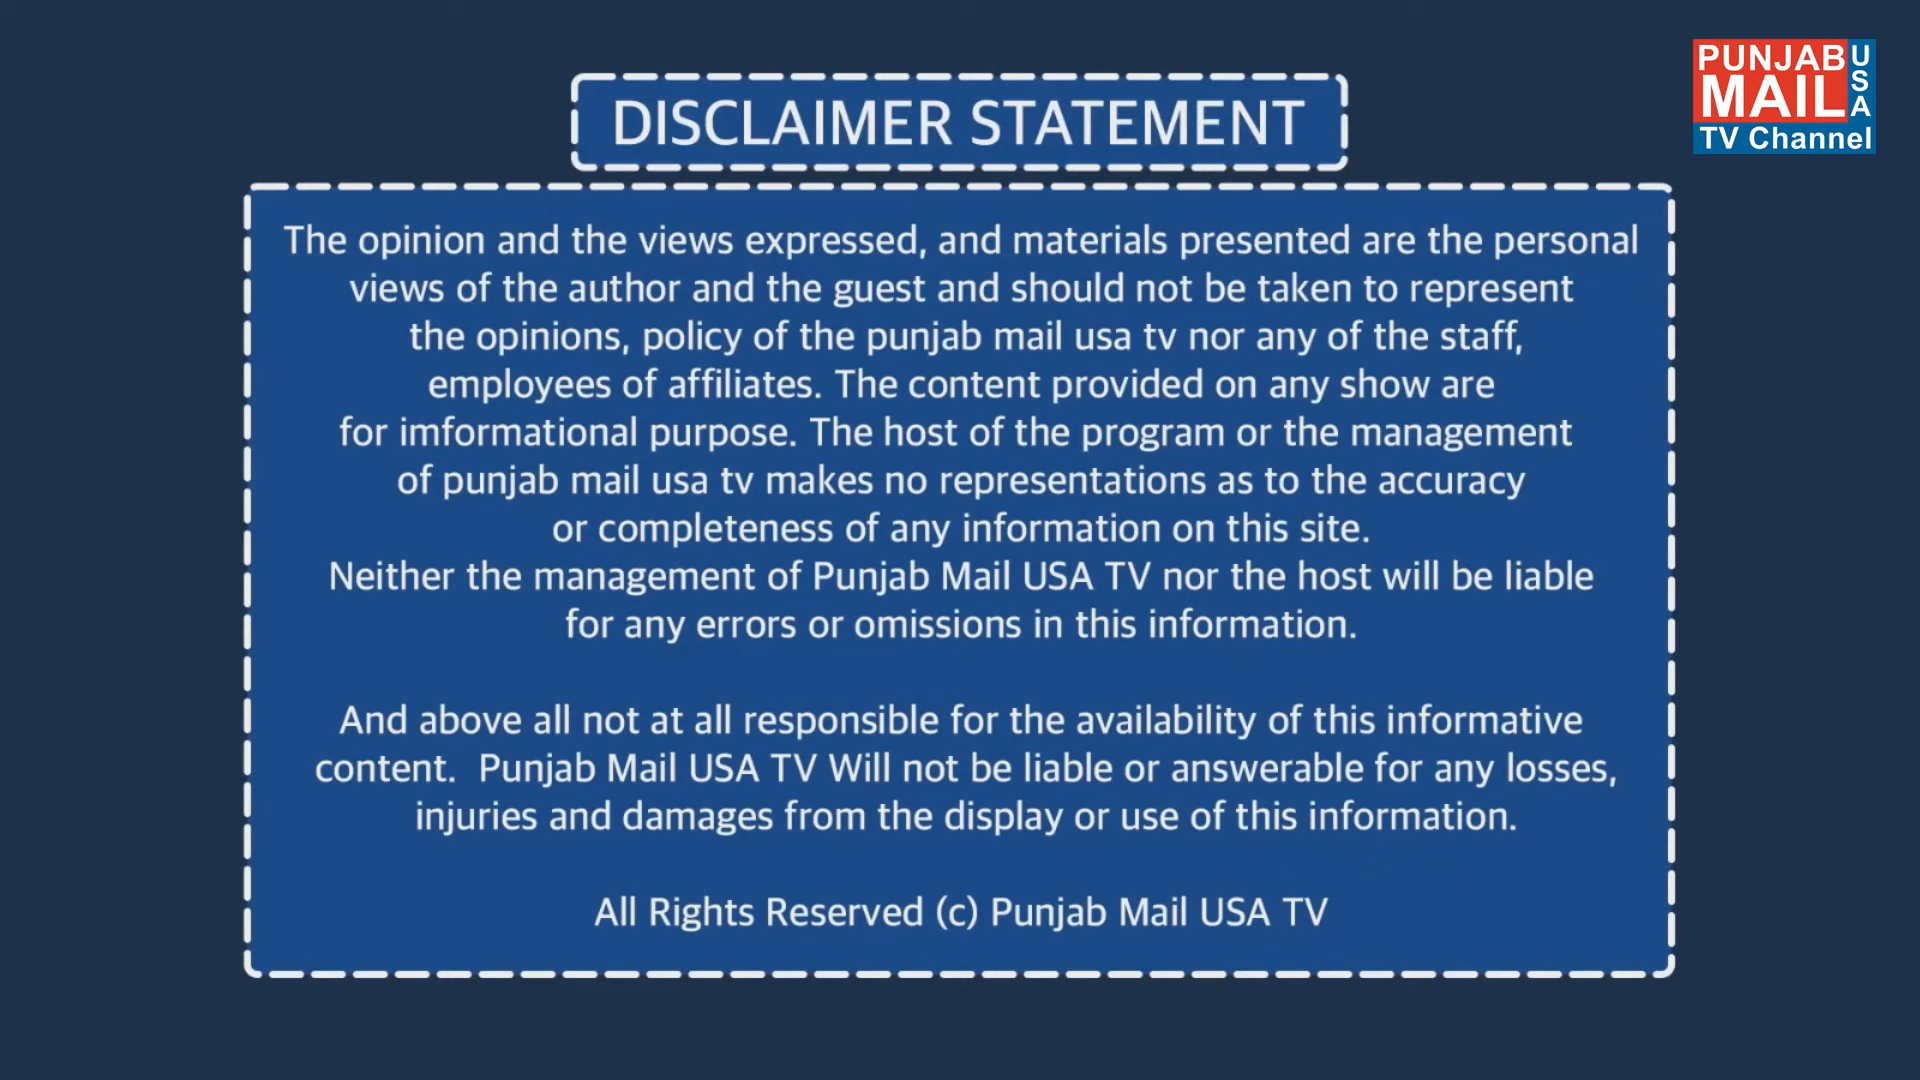 PUNJAB USA
MAIL
TV Channel
DISCLAIMER STATEMENT
The opinion and the views expressed, and materials presented are the personal
views of the author and the guest and should not be taken to represent
the opinions, policy of the punjab mail usa tv nor any of the staff,
employees of affiliates. The content provided on any show are
for imformational purpose. The host of the program or the management
of punjab mail usa tv makes no representations as to the accuracy
or completeness of any information on this site.
Neither the management of Punjab Mail USA TV nor the host will be liable
for any errors or omissions in this information.
And above all not at all responsible for the availability of this informative
content.  Punjab Mail USA TV Will not be liable or answerable for any losses,
injuries and damages from the display or use of this information.
All Rights Reserved (c) Punjab Mail USA TV